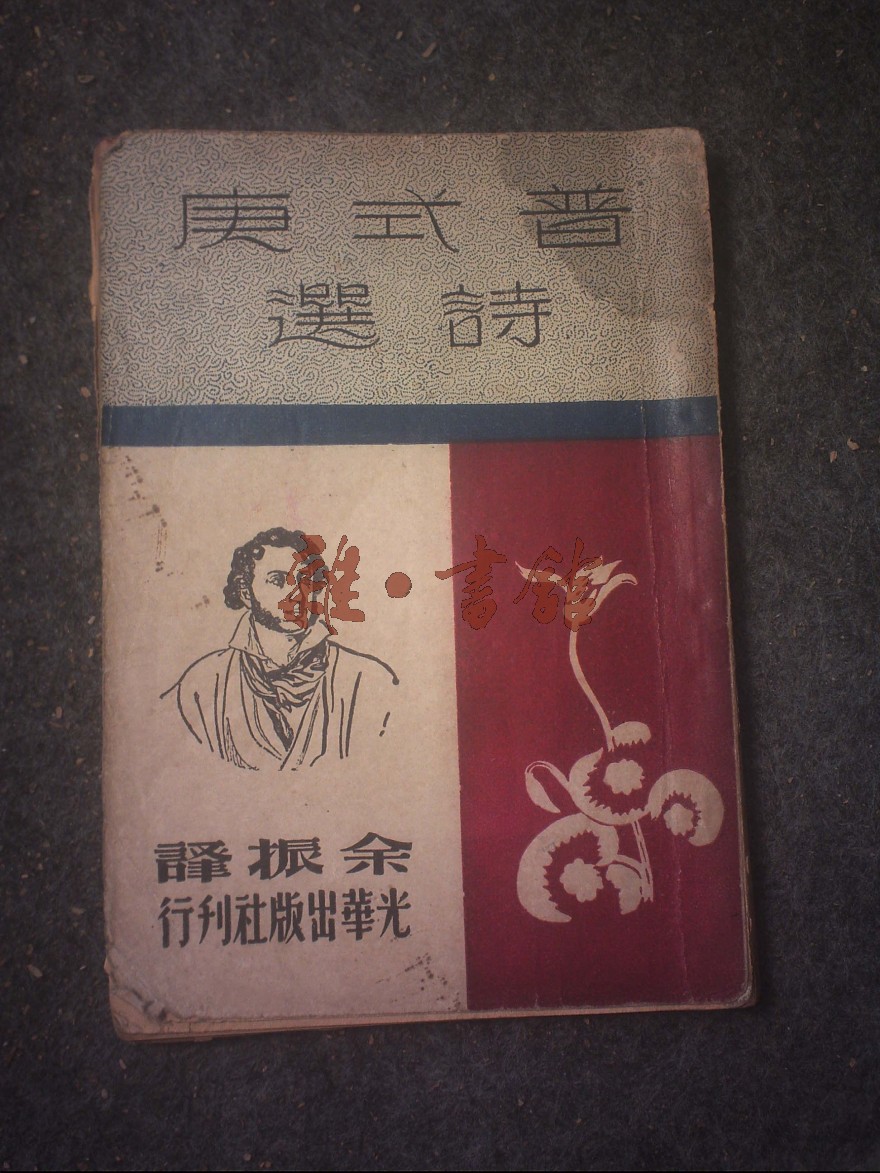 普式庚
詩選
雜·書館
余振譯
光華出版社刊行